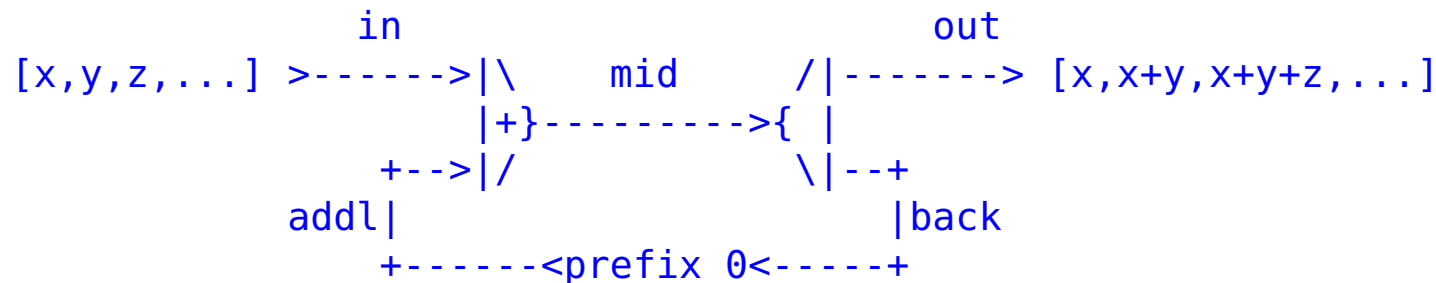 in                           out
[x,y,z,...] >------>|\    mid     /|-------> [x,x+y,x+y+z,...]
                        |+}--------->{ |
                   +-->|/              \|--+
              addl|                         |back
                   +------<prefix 0<-----+